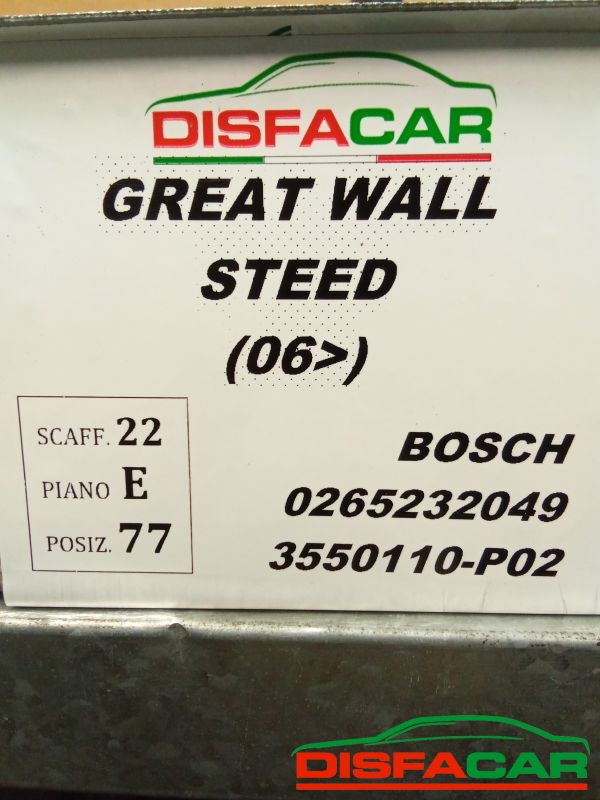 DISFACAR
GREAT WALL
STEED
(06>)
SCAFF. 22
PIANO E
POSIZ. 77
BOSCH
0265232049
3550110-P02
DISFACAR